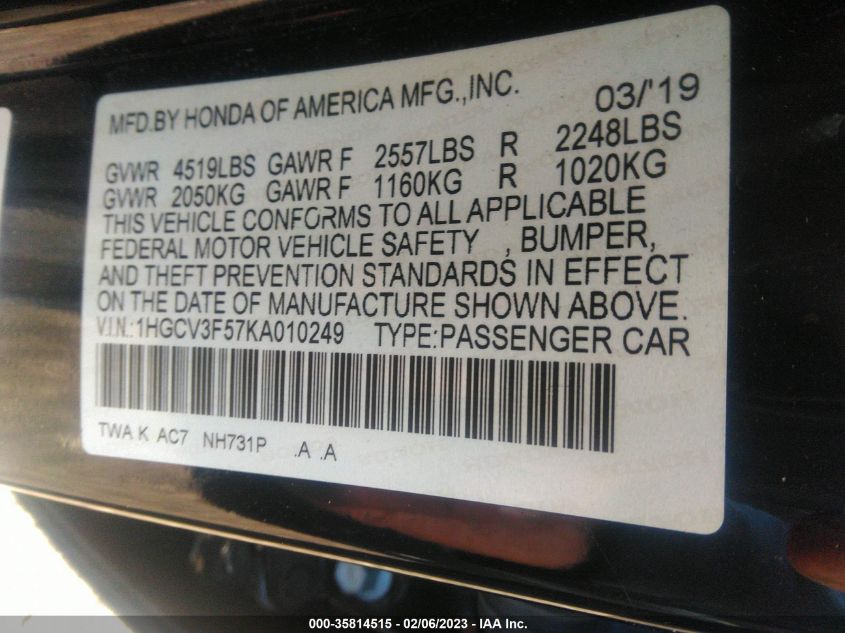 MFD.BY HONDA OF AMERICA MFG.,INC. 03/'19
GVWR 4519LBS GAWR F 2557LBS R 2248LBS
GVWR 2050KG GAWR F 1160KG R 1020KG
THIS VEHICLE CONFORMS TO ALL APPLICABLE
FEDERAL MOTOR VEHICLE SAFETY , BUMPER,
AND THEFT PREVENTION STANDARDS IN EFFECT
ON THE DATE OF MANUFACTURE SHOWN ABOVE.
V.I.N.:1HGCV3F57KA010249 TYPE:PASSENGER CAR
TWA K AC7 NH731P .A .A
000-35814515 - 02/06/2023 - IAA Inc.